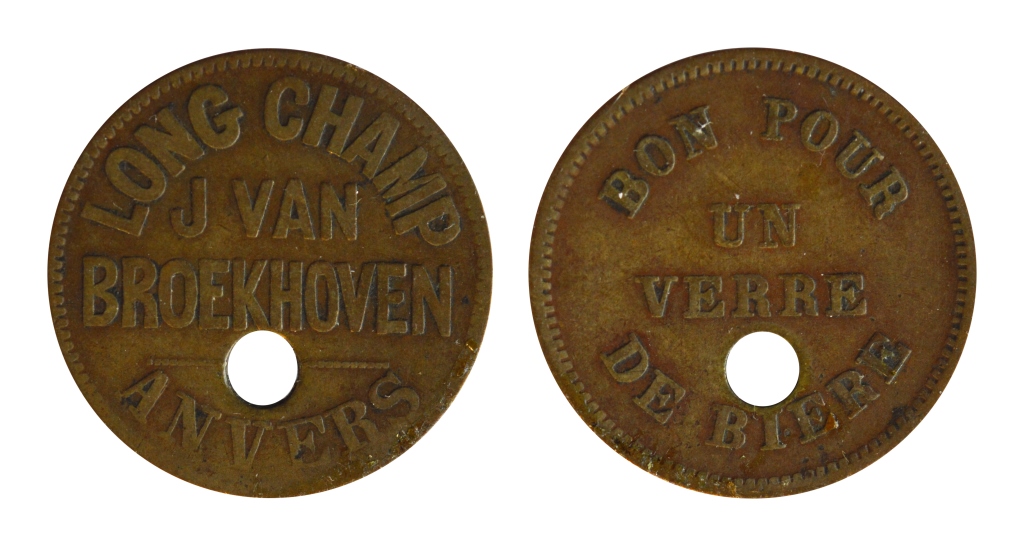 LONG CHAMP
J VAN
BROEKHOVEN
ANVERS
BON POUR
UN
VERRE
DE BIERE